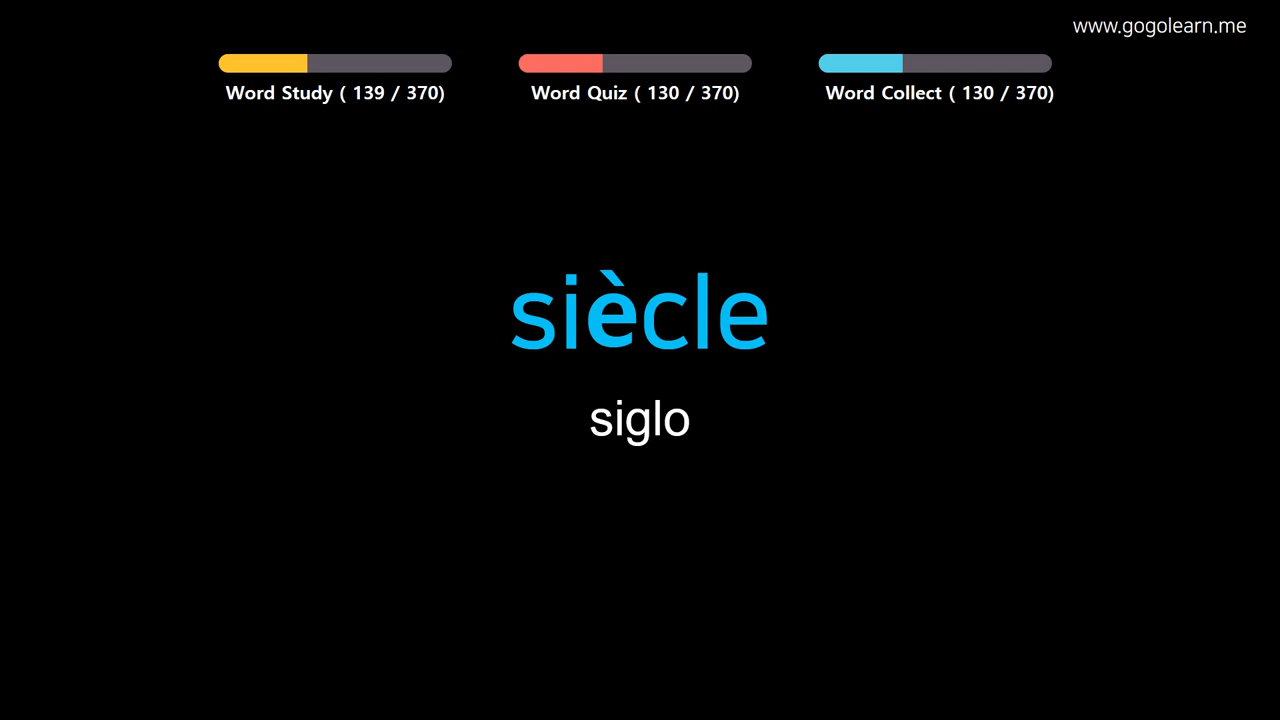 www.gogolearn.me
Word Study ( 139 / 370)
Word Quiz ( 130 / 370)
Word Collect ( 130 / 370)
siècle
siglo